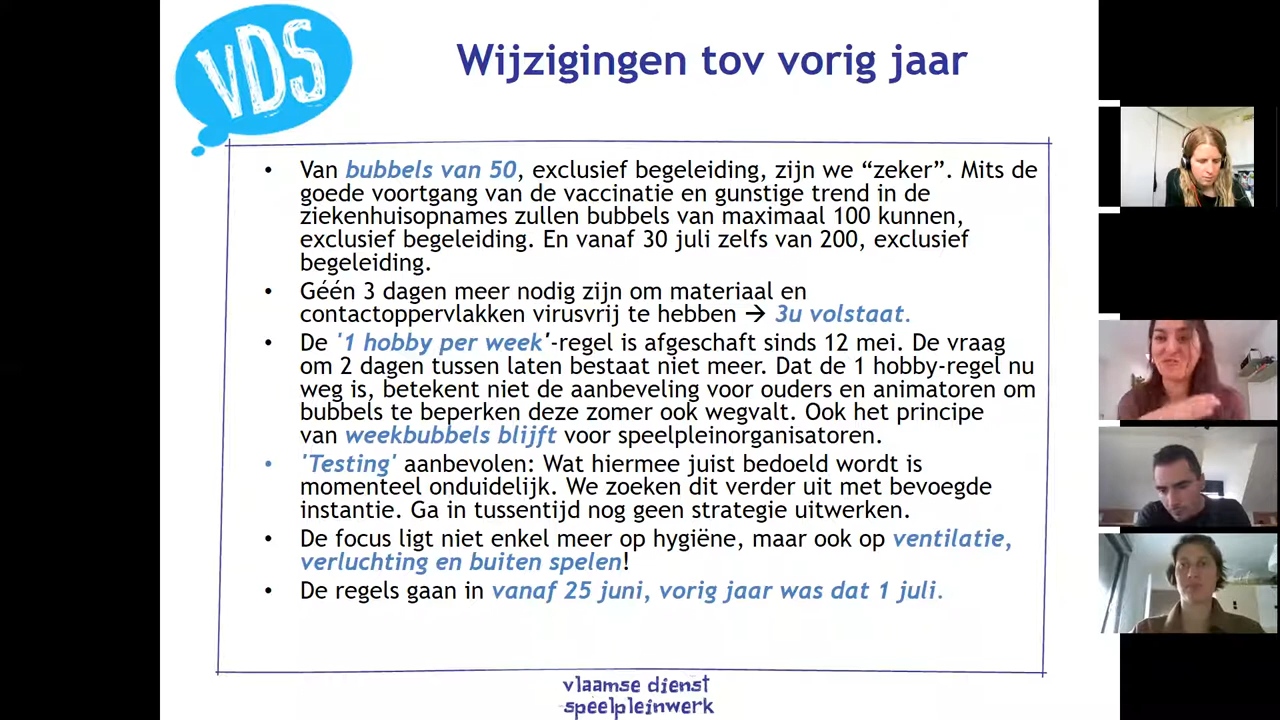 VDS
Wijzigingen tov vorig jaar
• Van bubbels van 50, exclusief begeleiding, zijn we “zeker”. Mits de
goede voortgang van de vaccinatie en gunstige trend in de
ziekenhuisopnames zullen bubbels van maximaal 100 kunnen,
exclusief begeleiding. En vanaf 30 juli zelfs van 200, exclusief
begeleiding.
• Géén 3 dagen meer nodig zijn om materiaal en
contactoppervlakken virusvrij te hebben → 3u volstaat.
• De '1 hobby per week'-regel is afgeschaft sinds 12 mei. De vraag
om 2 dagen tussen laten bestaat niet meer. Dat de 1 hobby-regel nu
weg is, betekent niet de aanbeveling voor ouders en animatoren om
bubbels te beperken deze zomer ook wegvalt. Ook het principe
van weekbubbels blijft voor speelpleinorganisatoren.
• 'Testing' aanbevolen: Wat hiermee juist bedoeld wordt is
momenteel onduidelijk. We zoeken dit verder uit met bevoegde
instantie. Ga in tussentijd nog geen strategie uitwerken.
• De focus ligt niet enkel meer op hygiëne, maar ook op ventilatie,
verluchting en buiten spelen!
• De regels gaan in vanaf 25 juni, vorig jaar was dat 1 juli.
vlaamse dienst
speelpleinwerk